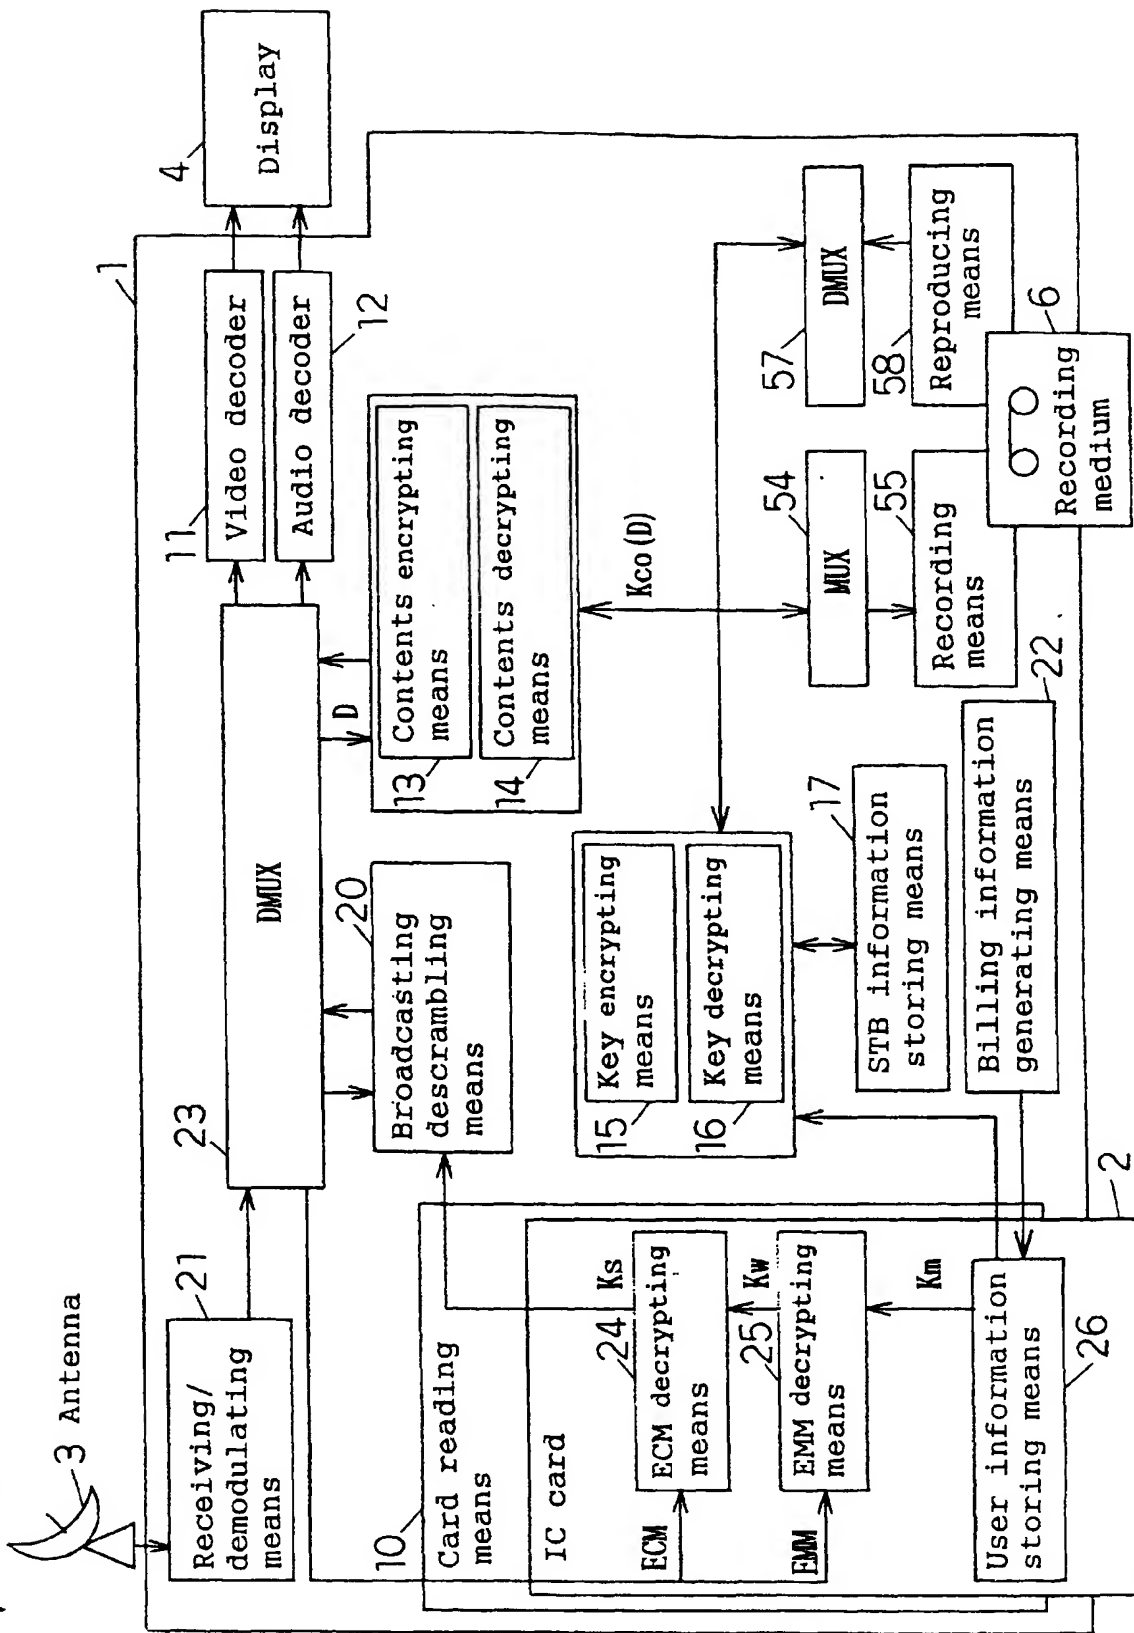 3 Antenna
21
Receiving/
demodulating
means
23
DMUX
1
11
Video decoder
Audio decoder
12
4
Display
D
Contents encrypting
means
13
Contents decrypting
means
14
20
Broadcasting
descrambling
means
10
Card reading
means
IC card
Ks
ECM
24
ECM decrypting
means
Kw
EMM
25
EMM decrypting
means
Km
User information
storing means
26
2
Key encrypting
means
15
Key decrypting
means
16
17
STB information
storing means
Billing information
generating means
22
Kco(D)
54
MUX
55
Recording
means
57
DMUX
58
Reproducing
means
6
Recording
medium